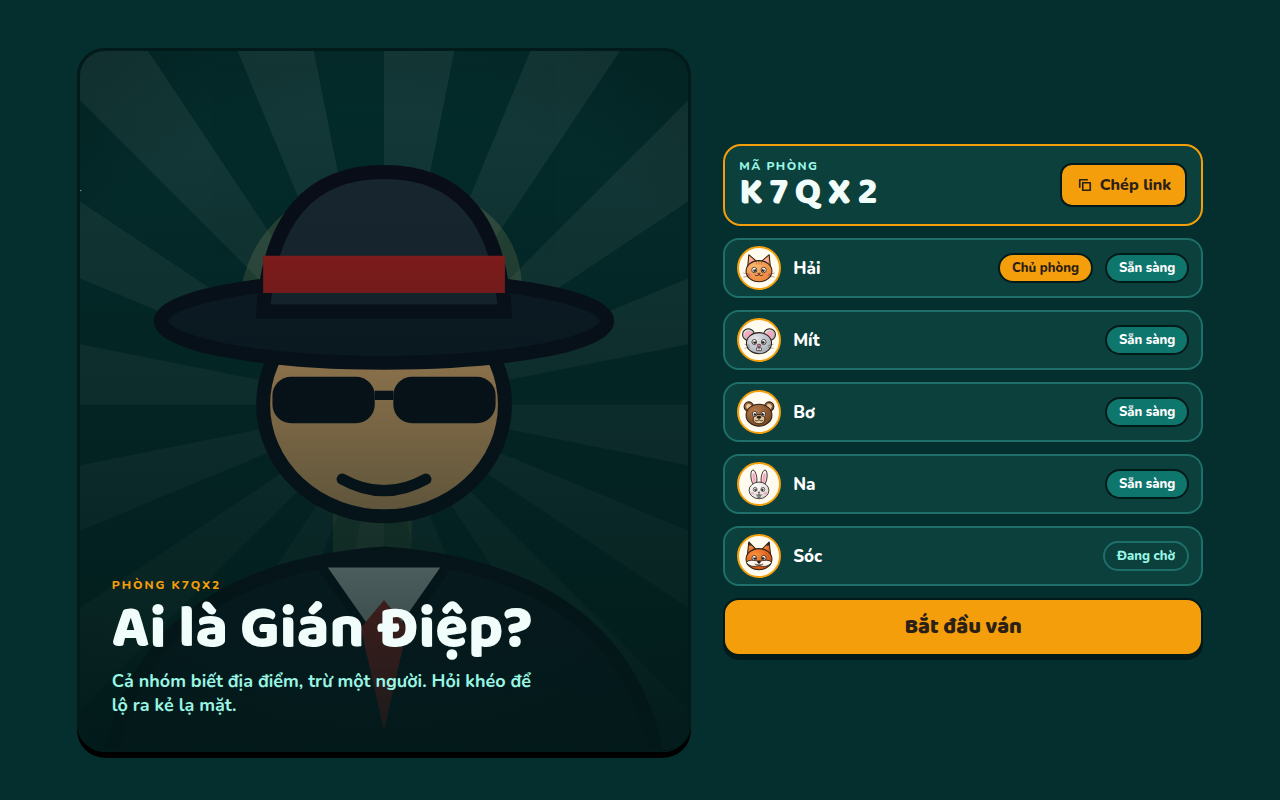 PHÒNG K7QX2
Ai là Gián Điệp?
Cả nhóm biết địa điểm, trừ một người. Hỏi khéo để
lộ ra kẻ lạ mặt.
MÃ PHÒNG
K7QX2
Chép link
Hải
Chủ phòng
Sẵn sàng
Mít
Sẵn sàng
Bơ
Sẵn sàng
Na
Sẵn sàng
Sóc
Đang chờ
Bắt đầu ván